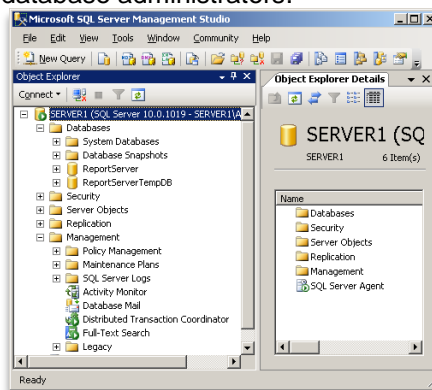 database administrators.
Microsoft SQL Server Management Studio
File Edit View Tools Window Community Help
New Query
Object Explorer
Connect
SERVER1 (SQL Server 10.0.1019 - SERVER1\A
Databases
System Databases
Database Snapshots
ReportServer
ReportServerTempDB
Security
Server Objects
Replication
Management
Policy Management
Maintenance Plans
SQL Server Logs
Activity Monitor
Database Mail
Distributed Transaction Coordinator
Full-Text Search
Legacy
Object Explorer Details
SERVER1 (SQ
SERVER1 6 Item(s)
Name
Databases
Security
Server Objects
Replication
Management
SQL Server Agent
Ready